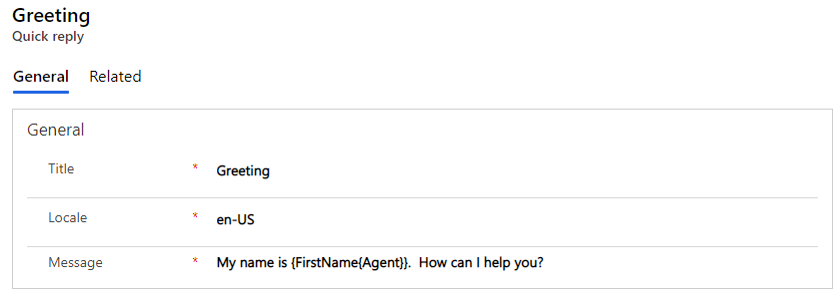 Greeting
Quick reply
General Related
General
Title * Greeting
Locale * en-US
Message * My name is {FirstName{Agent}}.  How can I help you?